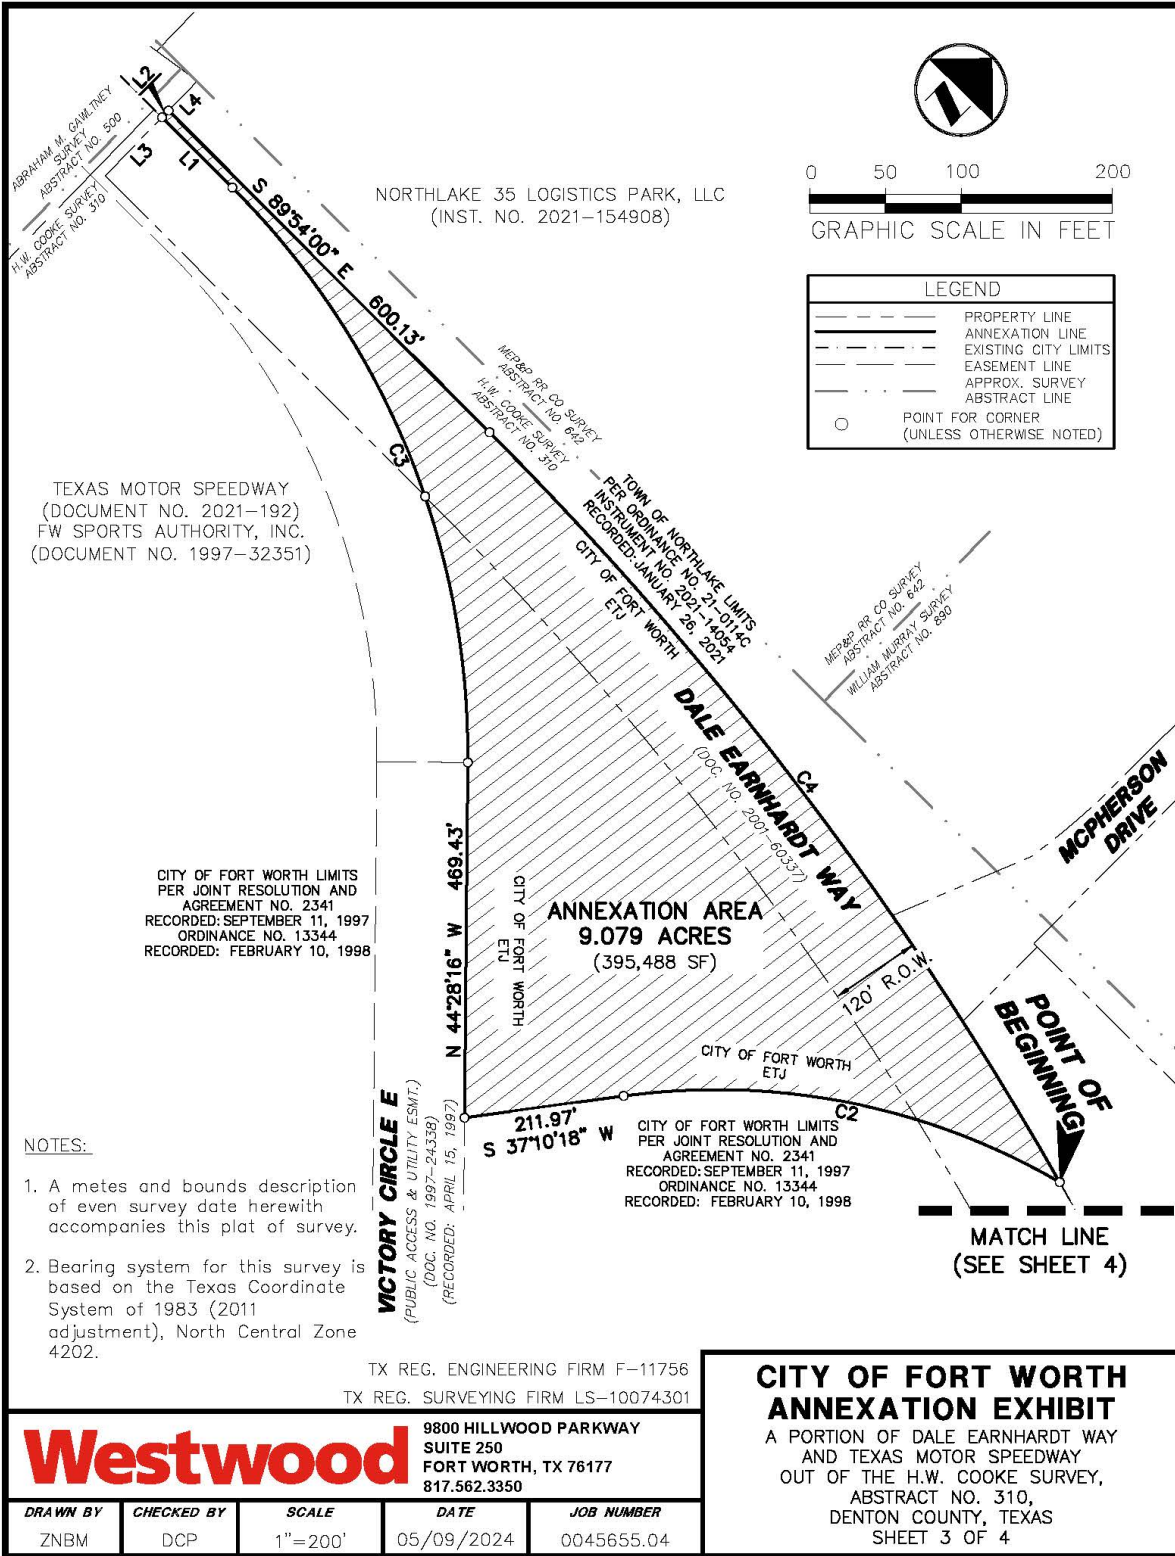 L2
L4
L3
L1
ABRAHAM M. GAWLTNEY
SURVEY
ABSTRACT NO. 500
H.W. COOKE SURVEY
ABSTRACT NO. 310
NORTHLAKE 35 LOGISTICS PARK, LLC
(INST. NO. 2021-154908)
0 50 100 200
GRAPHIC SCALE IN FEET
LEGEND
PROPERTY LINE
ANNEXATION LINE
EXISTING CITY LIMITS
EASEMENT LINE
APPROX. SURVEY
ABSTRACT LINE
POINT FOR CORNER
(UNLESS OTHERWISE NOTED)
S 89°54'00" E
600.13'
MEP&P RR CO SURVEY
ABSTRACT NO. 642
H.W. COOKE SURVEY
ABSTRACT NO. 310
C3
TEXAS MOTOR SPEEDWAY
(DOCUMENT NO. 2021-192)
FW SPORTS AUTHORITY, INC.
(DOCUMENT NO. 1997-32351)
TOWN OF NORTHLAKE LIMITS
PER ORDINANCE NO. 21-0114C
INSTRUMENT NO. 2021-14054
RECORDED: JANUARY 26, 2021
CITY OF FORT WORTH
ETJ
MEP&P RR CO SURVEY
ABSTRACT NO. 642
WILLIAM MURRAY SURVEY
ABSTRACT NO. 890
DALE EARNHARDT WAY
(DOC. NO. 2001-60337)
C4
MCPHERSON
DRIVE
CITY OF FORT WORTH LIMITS
PER JOINT RESOLUTION AND
AGREEMENT NO. 2341
RECORDED: SEPTEMBER 11, 1997
ORDINANCE NO. 13344
RECORDED: FEBRUARY 10, 1998
N 44°28'16" W 469.43'
CITY OF FORT WORTH
ETJ
ANNEXATION AREA
9.079 ACRES
(395,488 SF)
120' R.O.W.
POINT OF
BEGINNING
CITY OF FORT WORTH
ETJ
C2
211.97'
S 37°10'18" W
CITY OF FORT WORTH LIMITS
PER JOINT RESOLUTION AND
AGREEMENT NO. 2341
RECORDED: SEPTEMBER 11, 1997
ORDINANCE NO. 13344
RECORDED: FEBRUARY 10, 1998
VICTORY CIRCLE E
(PUBLIC ACCESS & UTILITY ESMT.)
(DOC. NO. 1997-24338)
(RECORDED: APRIL 15, 1997)
MATCH LINE
(SEE SHEET 4)
NOTES:
1. A metes and bounds description
of even survey date herewith
accompanies this plat of survey.
2. Bearing system for this survey is
based on the Texas Coordinate
System of 1983 (2011
adjustment), North Central Zone
4202.
TX REG. ENGINEERING FIRM F-11756
TX REG. SURVEYING FIRM LS-10074301
Westwood
9800 HILLWOOD PARKWAY
SUITE 250
FORT WORTH, TX 76177
817.562.3350
DRAWN BY CHECKED BY SCALE DATE JOB NUMBER
ZNBM DCP 1"=200' 05/09/2024 0045655.04
CITY OF FORT WORTH
ANNEXATION EXHIBIT
A PORTION OF DALE EARNHARDT WAY
AND TEXAS MOTOR SPEEDWAY
OUT OF THE H.W. COOKE SURVEY,
ABSTRACT NO. 310,
DENTON COUNTY, TEXAS
SHEET 3 OF 4